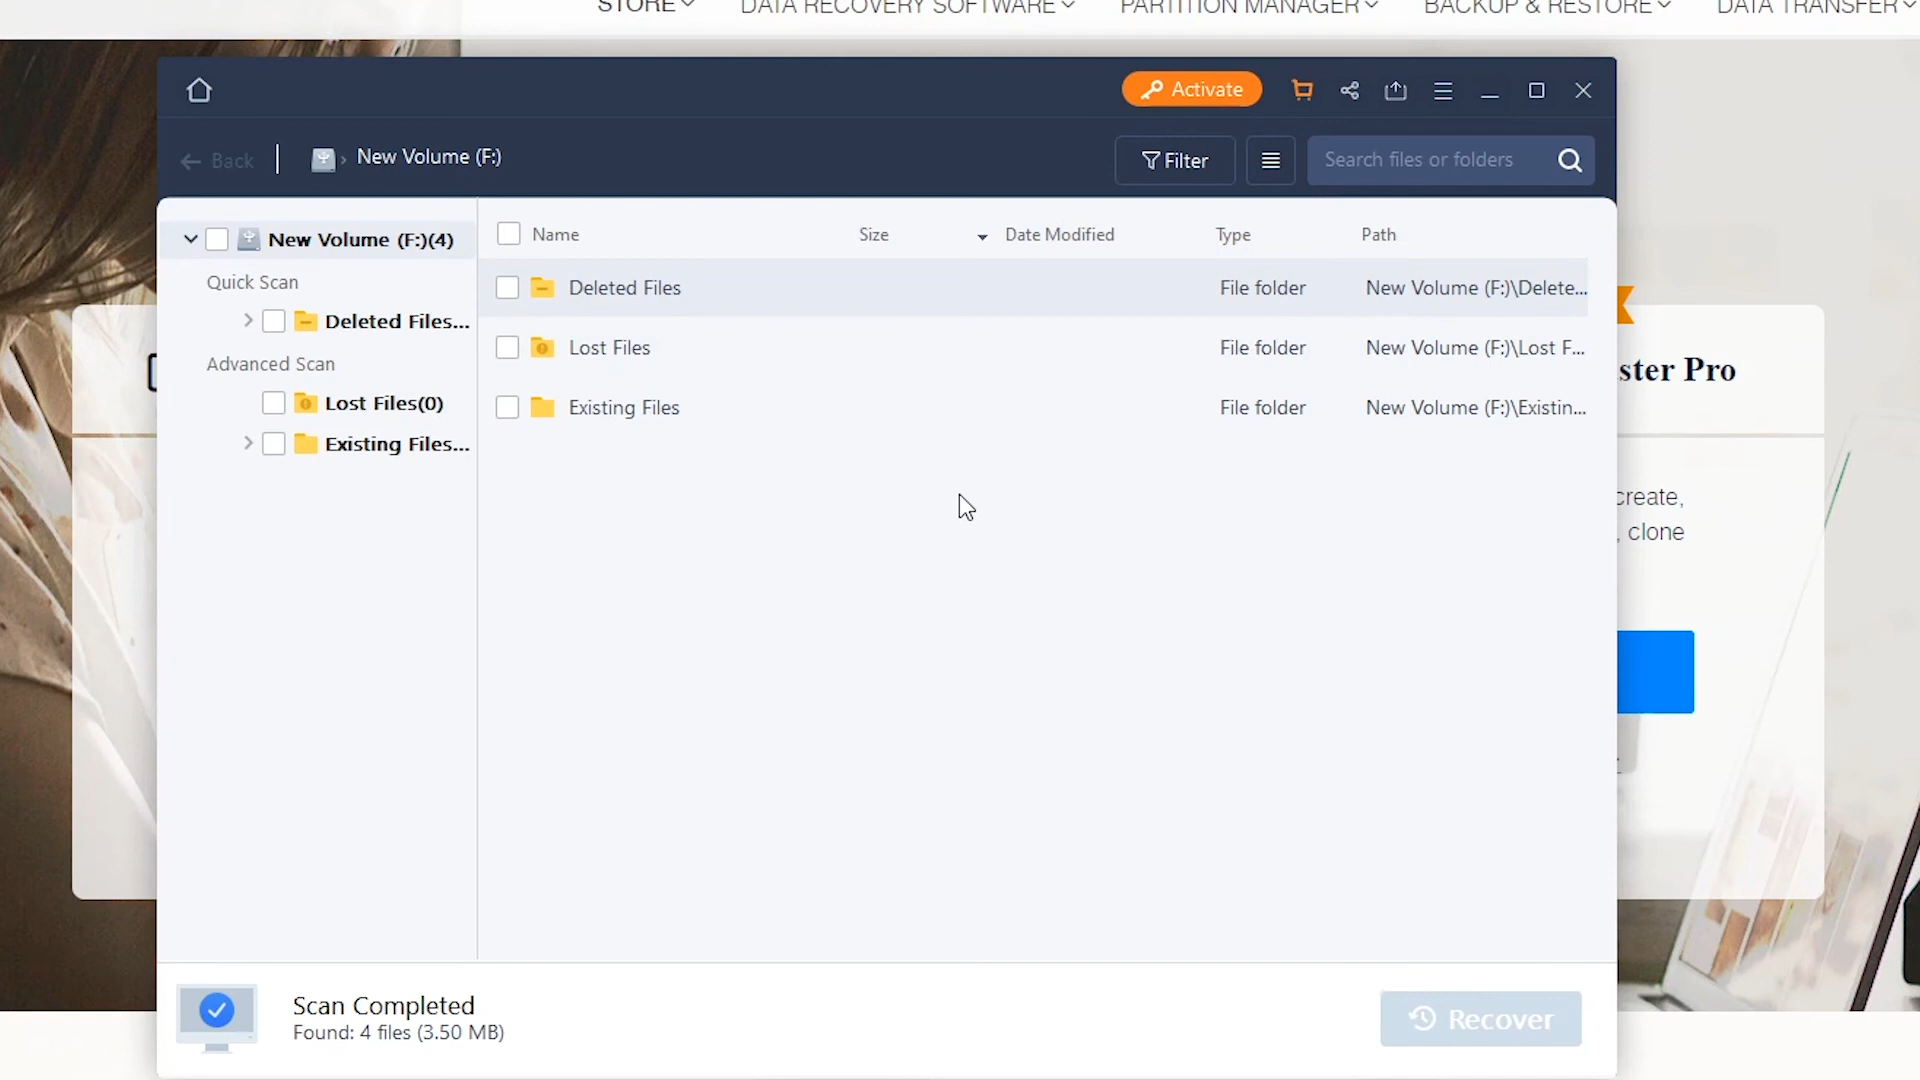 STORE DATA RECOVERY SOFTWARE PARTITION MANAGER BACKUP & RESTORE DATA TRANSFER
Activate
Back
New Volume (F:)
Filter
Search files or folders
New Volume (F:)(4)
Quick Scan
Deleted Files...
Advanced Scan
Lost Files(0)
Existing Files...
Name Size Date Modified Type Path
Deleted Files File folder New Volume (F:)\Delete...
Lost Files File folder New Volume (F:)\Lost F...
Existing Files File folder New Volume (F:)\Existin...
ster Pro
create,
, clone
Scan Completed
Found: 4 files (3.50 MB)
Recover